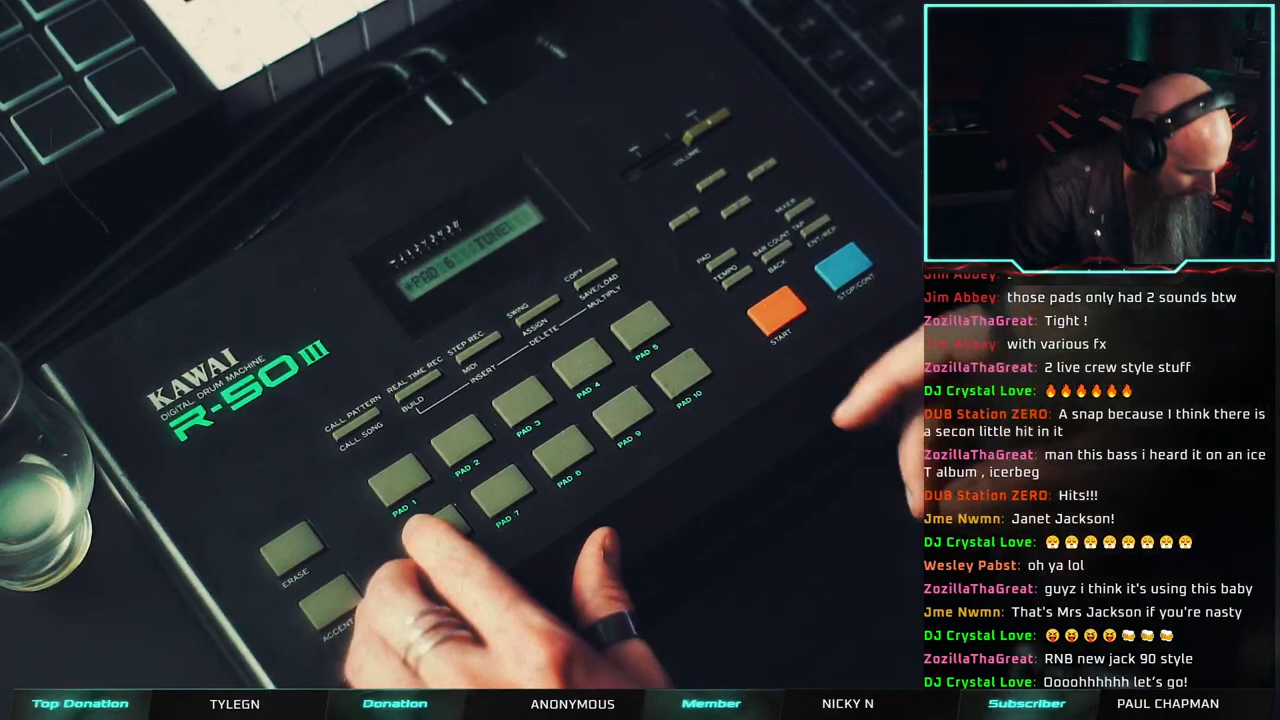 VOLUME
*PAD 6 TUNE
MIXER
TAP
ENT/REP
BAR COUNT
BACK
PAD
TEMPO
STOP/CONT
START
COPY
SAVE/LOAD
MULTIPLY
SWING
ASSIGN
DELETE
STEP REC
INSERT
REAL TIME REC
BUILD
CALL PATTERN
CALL SONG
KAWAI
DIGITAL DRUM MACHINE
R-50 III
PAD 1
PAD 2
PAD 3
PAD 4
PAD 5
PAD 7
PAD 8
PAD 9
PAD 10
ERASE
ACCENT
Jim Abbey:
Jim Abbey: those pads only had 2 sounds btw
ZozillaThaGreat: Tight !
Jim Abbey: with various fx
ZozillaThaGreat: 2 live crew style stuff
DJ Crystal Love: 🔥🔥🔥🔥🔥🔥
DUB Station ZERO: A snap because I think there is
a secon little hit in it
ZozillaThaGreat: man this bass i heard it on an ice
T album , icerbeg
DUB Station ZERO: Hits!!!
Jme Nwmn: Janet Jackson!
DJ Crystal Love: 😤😤😤😤😤😤😤😤
Wesley Pabst: oh ya lol
ZozillaThaGreat: guyz i think it's using this baby
Jme Nwmn: That's Mrs Jackson if you're nasty
DJ Crystal Love: 😝😝😝😝🍻🍻🍻
ZozillaThaGreat: RNB new jack 90 style
DJ Crystal Love: Oooohhhhhh let's go!
Top Donation TYLEGN Donation ANONYMOUS Member NICKY N Subscriber PAUL CHAPMAN